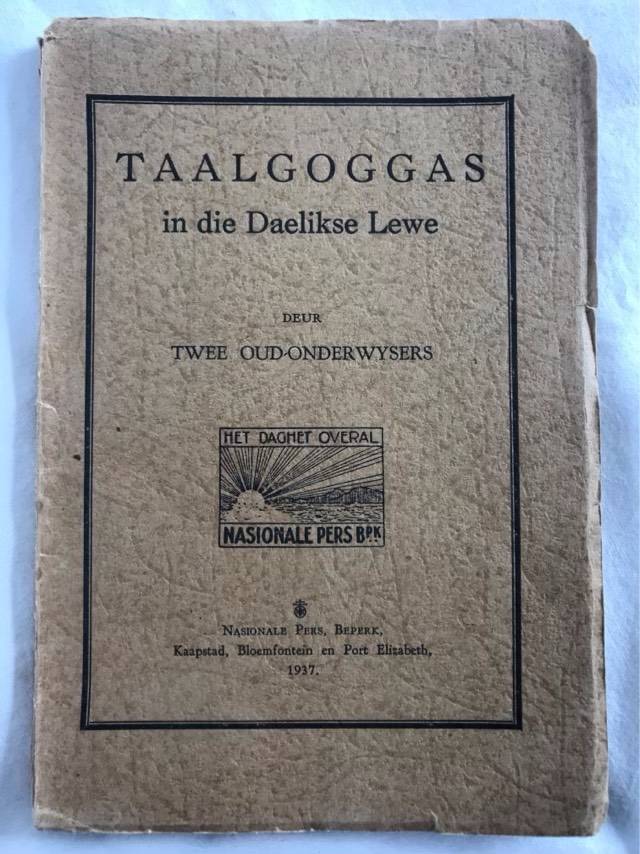 TAALGOGGAS
in die Daelikse Lewe
DEUR
TWEE OUD-ONDERWYSERS
HET DAGHET OVERAL
NASIONALE PERS BPK
NASIONALE PERS, BEPERK,
Kaapstad, Bloemfontein en Port Elizabeth,
1937.